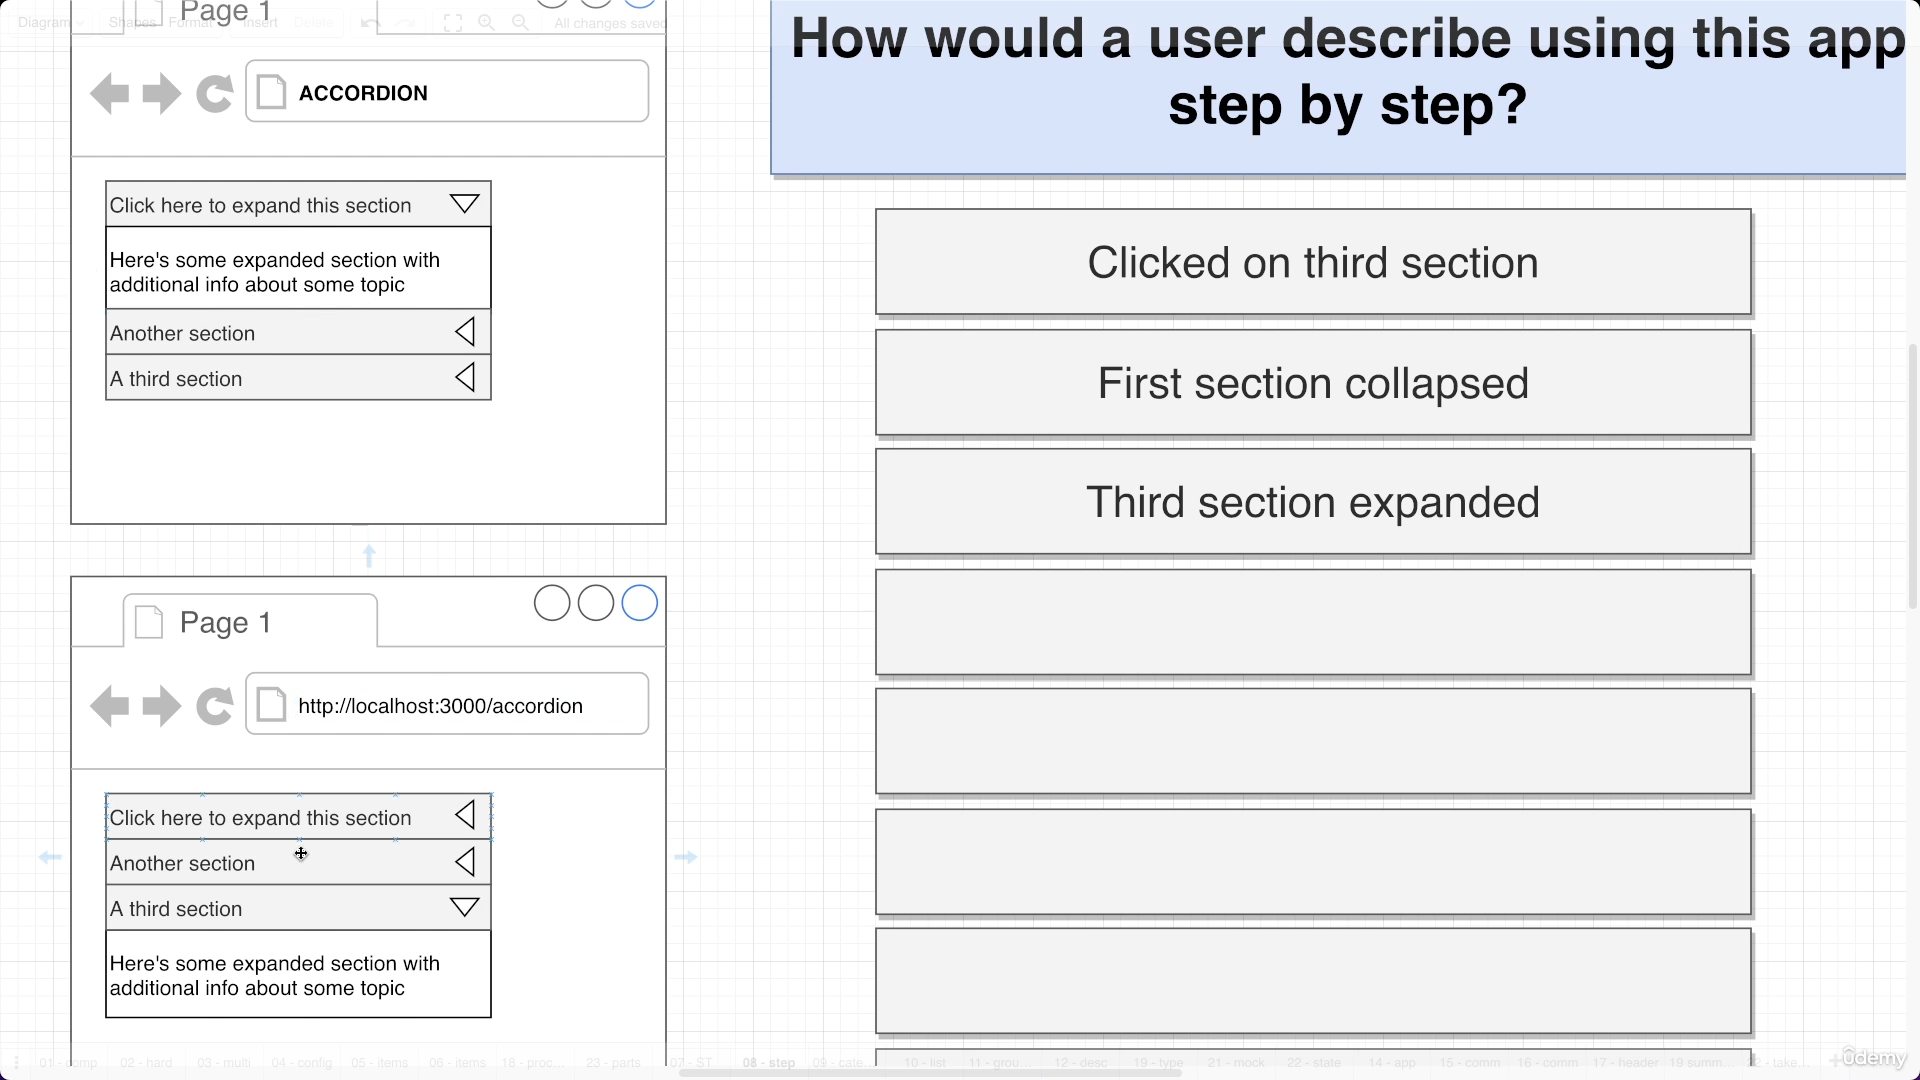 Diagram
Shapes
Format
Insert
Delete
All changes saved
Page 1
ACCORDION
Click here to expand this section
Here's some expanded section with
additional info about some topic
Another section
A third section
Page 1
http://localhost:3000/accordion
Click here to expand this section
Another section
A third section
Here's some expanded section with
additional info about some topic
How would a user describe using this app
step by step?
Clicked on third section
First section collapsed
Third section expanded
01 - comp
02 - hard
03 - multi
04 - config
05 - items
06 - items
18 - proc...
23 - parts
07 - ST
08 - step
09 - cate...
10 - list
11 - grou...
12 - desc
19 - type
21 - mock
22 - state
14 - app
15 - comm
16 - comm
17 - header
19 summ...
take...
ûdemy